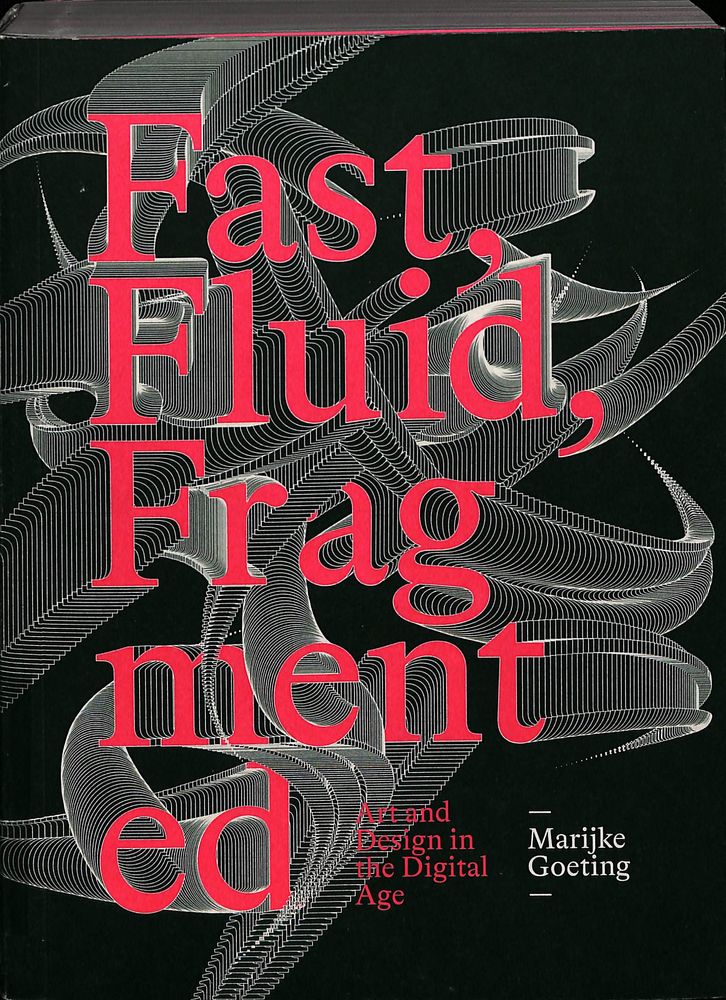 Fast,
Fluid,
Frag
ment
ed
Art and
Design in
the Digital
Age
—
Marijke
Goeting
—